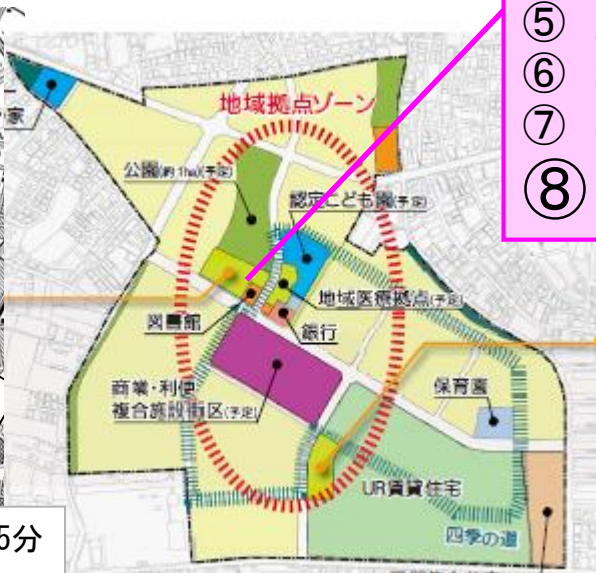 ⑤
⑥
⑦
⑧
家
地域拠点ゾーン
公園(約1ha)(予定)
認定こども園(予定)
地域医療拠点(予定)
図書館
銀行
商業・利便
複合施設街区(予定)
保育園
UR賃貸住宅
四季の道
5分